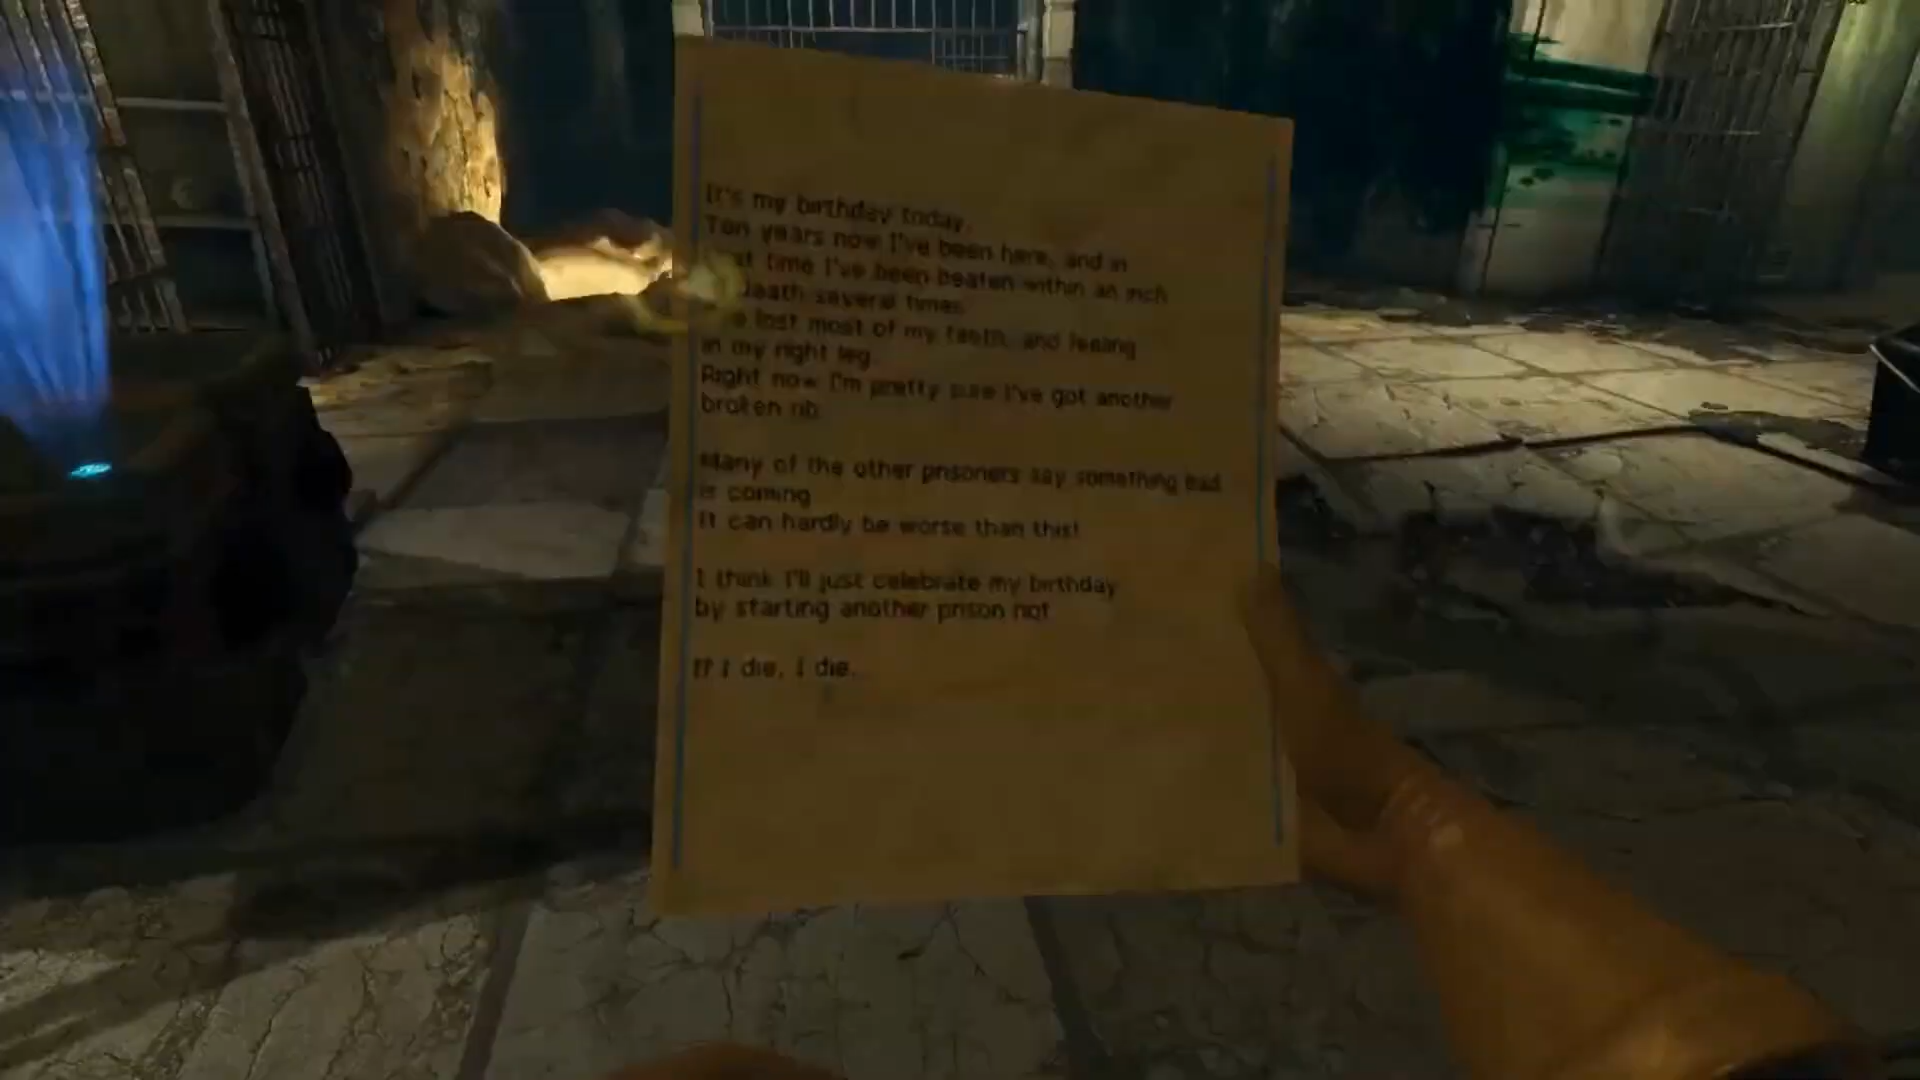 It's my birthday today.
Ten years now I've been here, and in
that time I've been beaten within an inch
death several times.
lost most of my teeth, and feeling
in my right leg.
Right now I'm pretty sure I've got another
broken rib.
Many of the other prisoners say something bad
is coming
It can hardly be worse than this!
I think I'll just celebrate my birthday
by starting another prison riot
If I die, I die.